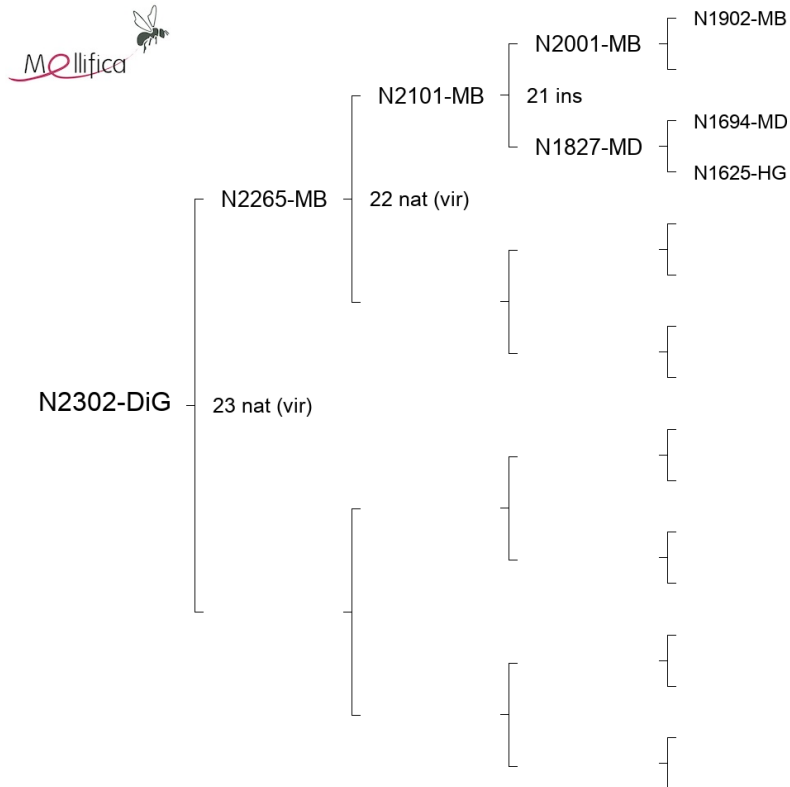 Mellifica
N1902-MB
N2001-MB
N2101-MB
21 ins
N1694-MD
N1827-MD
N1625-HG
N2265-MB
22 nat (vir)
N2302-DiG
23 nat (vir)